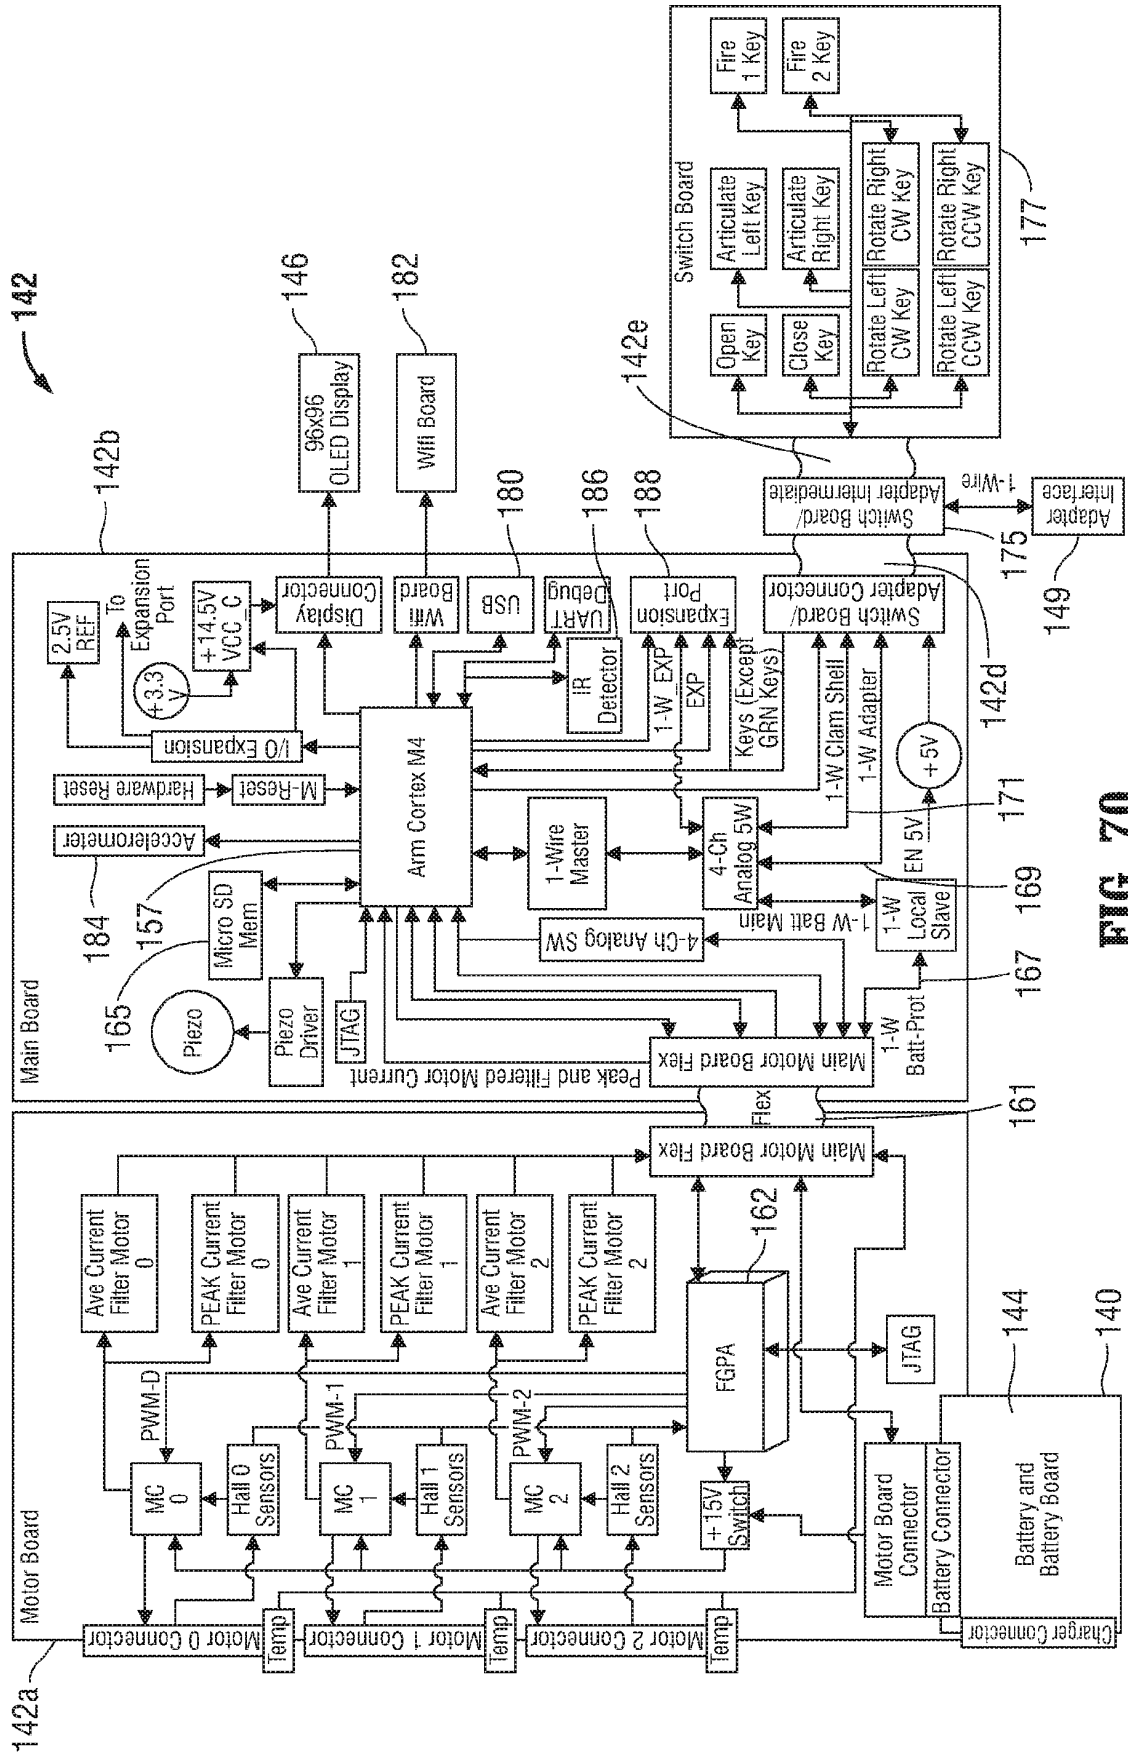 142
142a
Motor Board
Motor 0 Connector
Temp
Motor 1 Connector
Temp
Motor 2 Connector
Temp
MC
0
Hall 0
Sensors
PWM-D
MC
1
Hall 1
Sensors
PWM-1
MC
2
Hall 2
Sensors
PWM-2
+15V
Switch
Ave Current
Filter Motor
0
PEAK Current
Filter Motor
0
Ave Current
Filter Motor
1
PEAK Current
Filter Motor
1
Ave Current
Filter Motor
2
PEAK Current
Filter Motor
2
FGPA
162
JTAG
Main Motor Board Flex
Flex
161
Motor Board
Connector
Battery Connector
Charger Connector
Battery and
Battery Board
144
140
142b
Main Board
Piezo
Piezo
Driver
165
Micro SD
Mem
157
184
Accelerometer
Hardware Reset
M-Reset
I/O Expansion
2.5V
REF
To
Expansion
Port
+3.3
V
+14.5V
VCC_C
JTAG
Peak and Filtered Motor Current
Main Motor Board Flex
Arm Cortex M4
Display
Connector
96x96
OLED Display
146
Wifi
Board
Wifi Board
182
USB
180
UART
Debug
IR
Detector
186
Expansion
Port
188
1-W_EXP
EXP
Keys (Except
GRN Keys)
1-Wire
Master
4-Ch
Analog 5W
4-Ch Analog SW
1-W Clam Shell
1-W Adapter
171
169
1-W Batt Main
1-W
Local
Slave
1-W
Batt-Prot
167
EN 5V
+5V
Switch Board/
Adapter Connector
142d
Switch Board/
Adapter Intermediate
175
1-Wire
Adapter
Interface
149
142e
Switch Board
Open
Key
Close
Key
Articulate
Left Key
Articulate
Right Key
Fire
1 Key
Fire
2 Key
Rotate Left
CW Key
Rotate Right
CW Key
Rotate Left
CCW Key
Rotate Right
CCW Key
177
FIG. 70